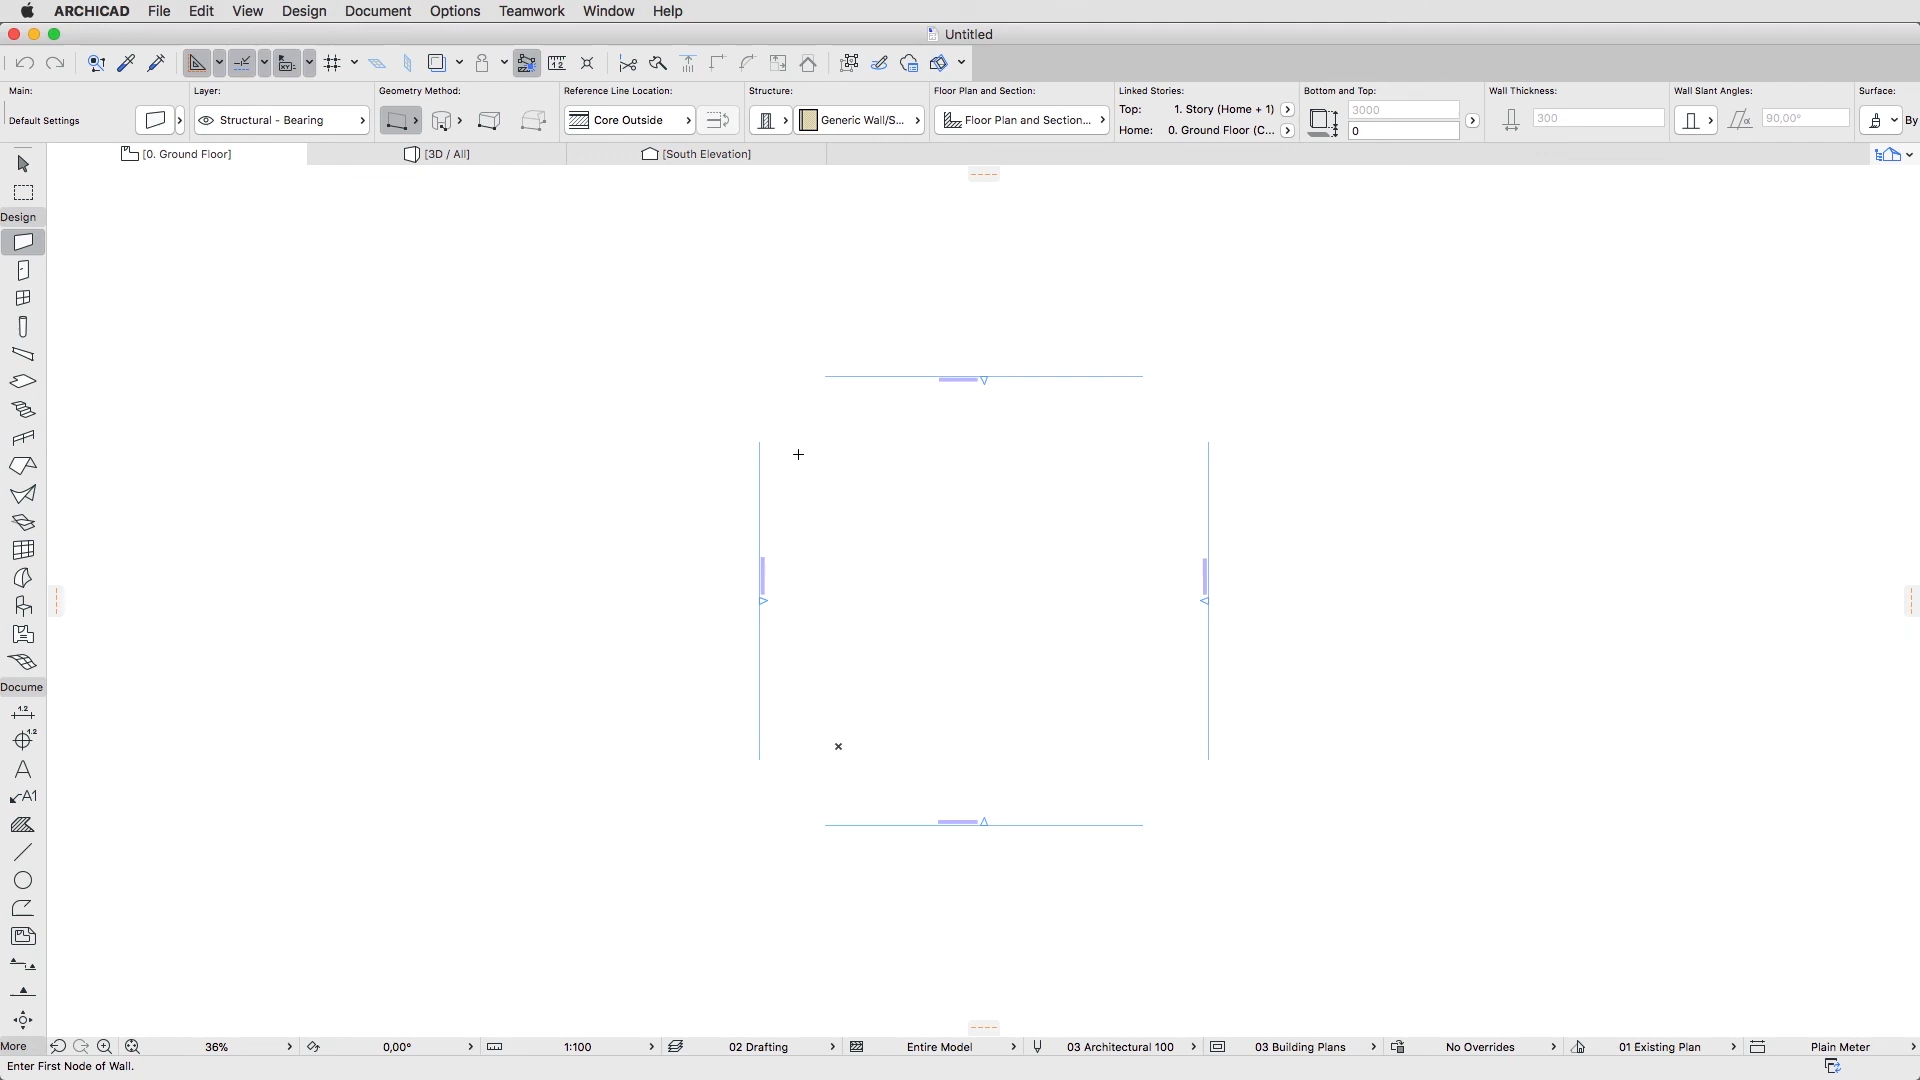 ARCHICAD File Edit View Design Document Options Teamwork Window Help
Untitled
Main: Layer: Geometry Method: Reference Line Location: Structure: Floor Plan and Section: Linked Stories: Bottom and Top: Wall Thickness: Wall Slant Angles: Surface:
Top: 1. Story (Home + 1) 3000
Default Settings Structural - Bearing Core Outside Generic Wall/S... Floor Plan and Section... 300 90,00° By
Home: 0. Ground Floor (C... 0
[0. Ground Floor] [3D / All] [South Elevation]
Design
Docume
1.2
1.2
A
A1
More 36% 0,00° 1:100 02 Drafting Entire Model 03 Architectural 100 03 Building Plans No Overrides 01 Existing Plan Plain Meter
Enter First Node of Wall.